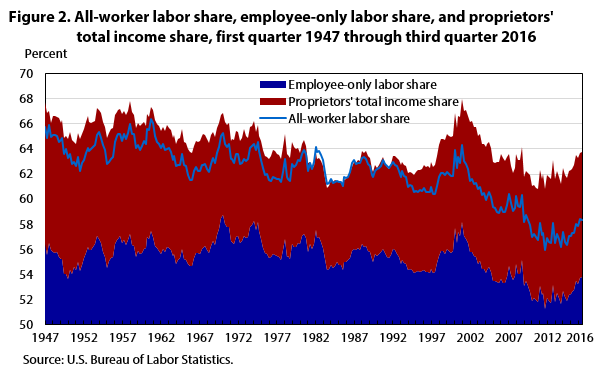 Figure 2. All-worker labor share, employee-only labor share, and proprietors'
total income share, first quarter 1947 through third quarter 2016
Percent
70
68
66
64
62
60
58
56
54
52
50
Employee-only labor share
Proprietors' total income share
All-worker labor share
1947 1952 1957 1962 1967 1972 1977 1982 1987 1992 1997 2002 2007 2012 2016
Source: U.S. Bureau of Labor Statistics.